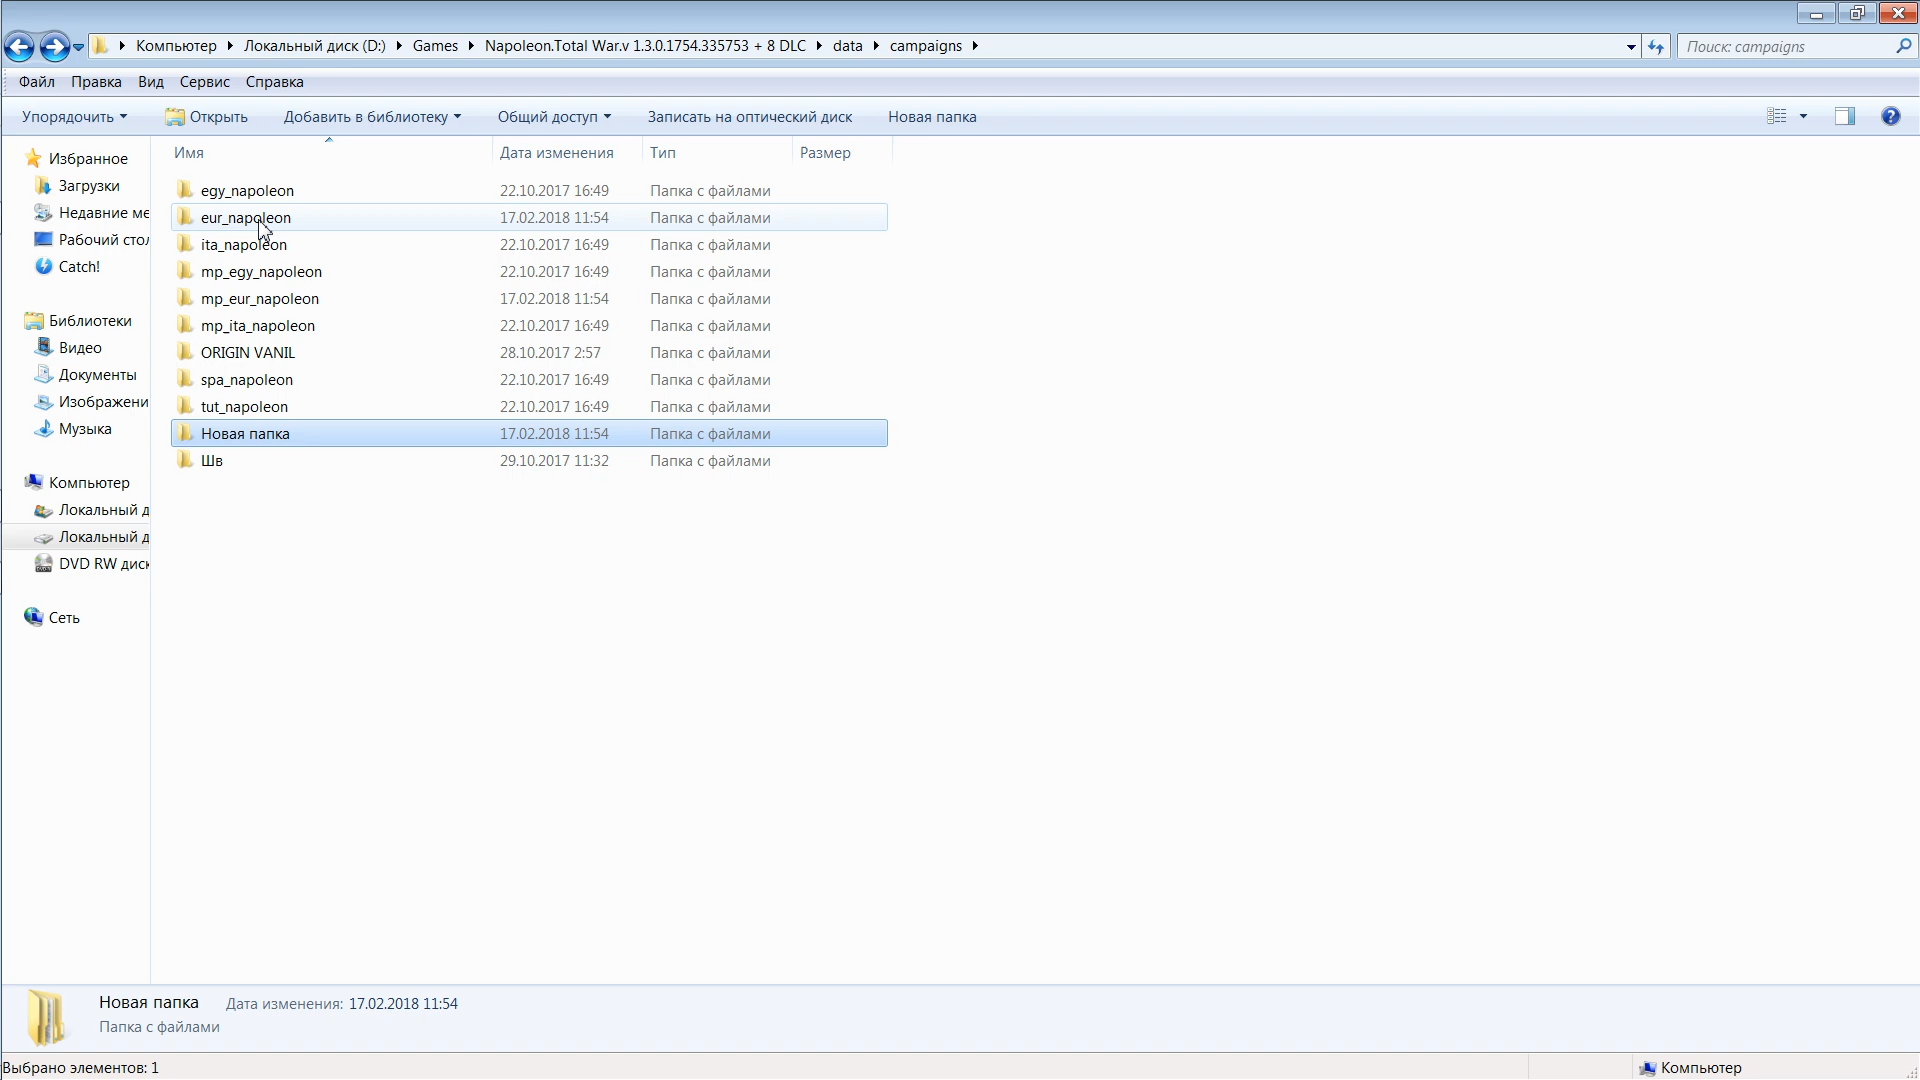 Компьютер Локальный диск (D:) Games Napoleon.Total War.v 1.3.0.1754.335753 + 8 DLC data campaigns Поиск: campaigns
Файл Правка Вид Сервис Справка
Упорядочить Открыть Добавить в библиотеку Общий доступ Записать на оптический диск Новая папка
Имя Дата изменения Тип Размер
Избранное
Загрузки
Недавние ме
Рабочий стол
Catch!
Библиотеки
Видео
Документы
Изображени
Музыка
Компьютер
Локальный д
Локальный д
DVD RW диск
Сеть
egy_napoleon 22.10.2017 16:49 Папка с файлами
eur_napoleon 17.02.2018 11:54 Папка с файлами
ita_napoleon 22.10.2017 16:49 Папка с файлами
mp_egy_napoleon 22.10.2017 16:49 Папка с файлами
mp_eur_napoleon 17.02.2018 11:54 Папка с файлами
mp_ita_napoleon 22.10.2017 16:49 Папка с файлами
ORIGIN VANIL 28.10.2017 2:57 Папка с файлами
spa_napoleon 22.10.2017 16:49 Папка с файлами
tut_napoleon 22.10.2017 16:49 Папка с файлами
Новая папка 17.02.2018 11:54 Папка с файлами
Шв 29.10.2017 11:32 Папка с файлами
Новая папка Дата изменения: 17.02.2018 11:54
Папка с файлами
Выбрано элементов: 1 Компьютер